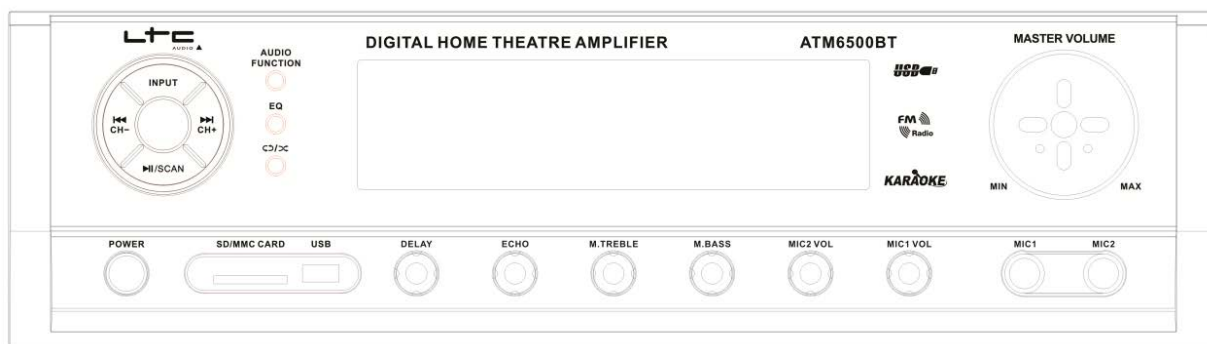 LTC
AUDIO
DIGITAL HOME THEATRE AMPLIFIER
ATM6500BT
MASTER VOLUME
AUDIO
FUNCTION
INPUT
EQ
CH-
CH+
/SCAN
USB
FM
Radio
KARAOKE
MIN
MAX
POWER
SD/MMC CARD
USB
DELAY
ECHO
M.TREBLE
M.BASS
MIC2 VOL
MIC1 VOL
MIC1
MIC2